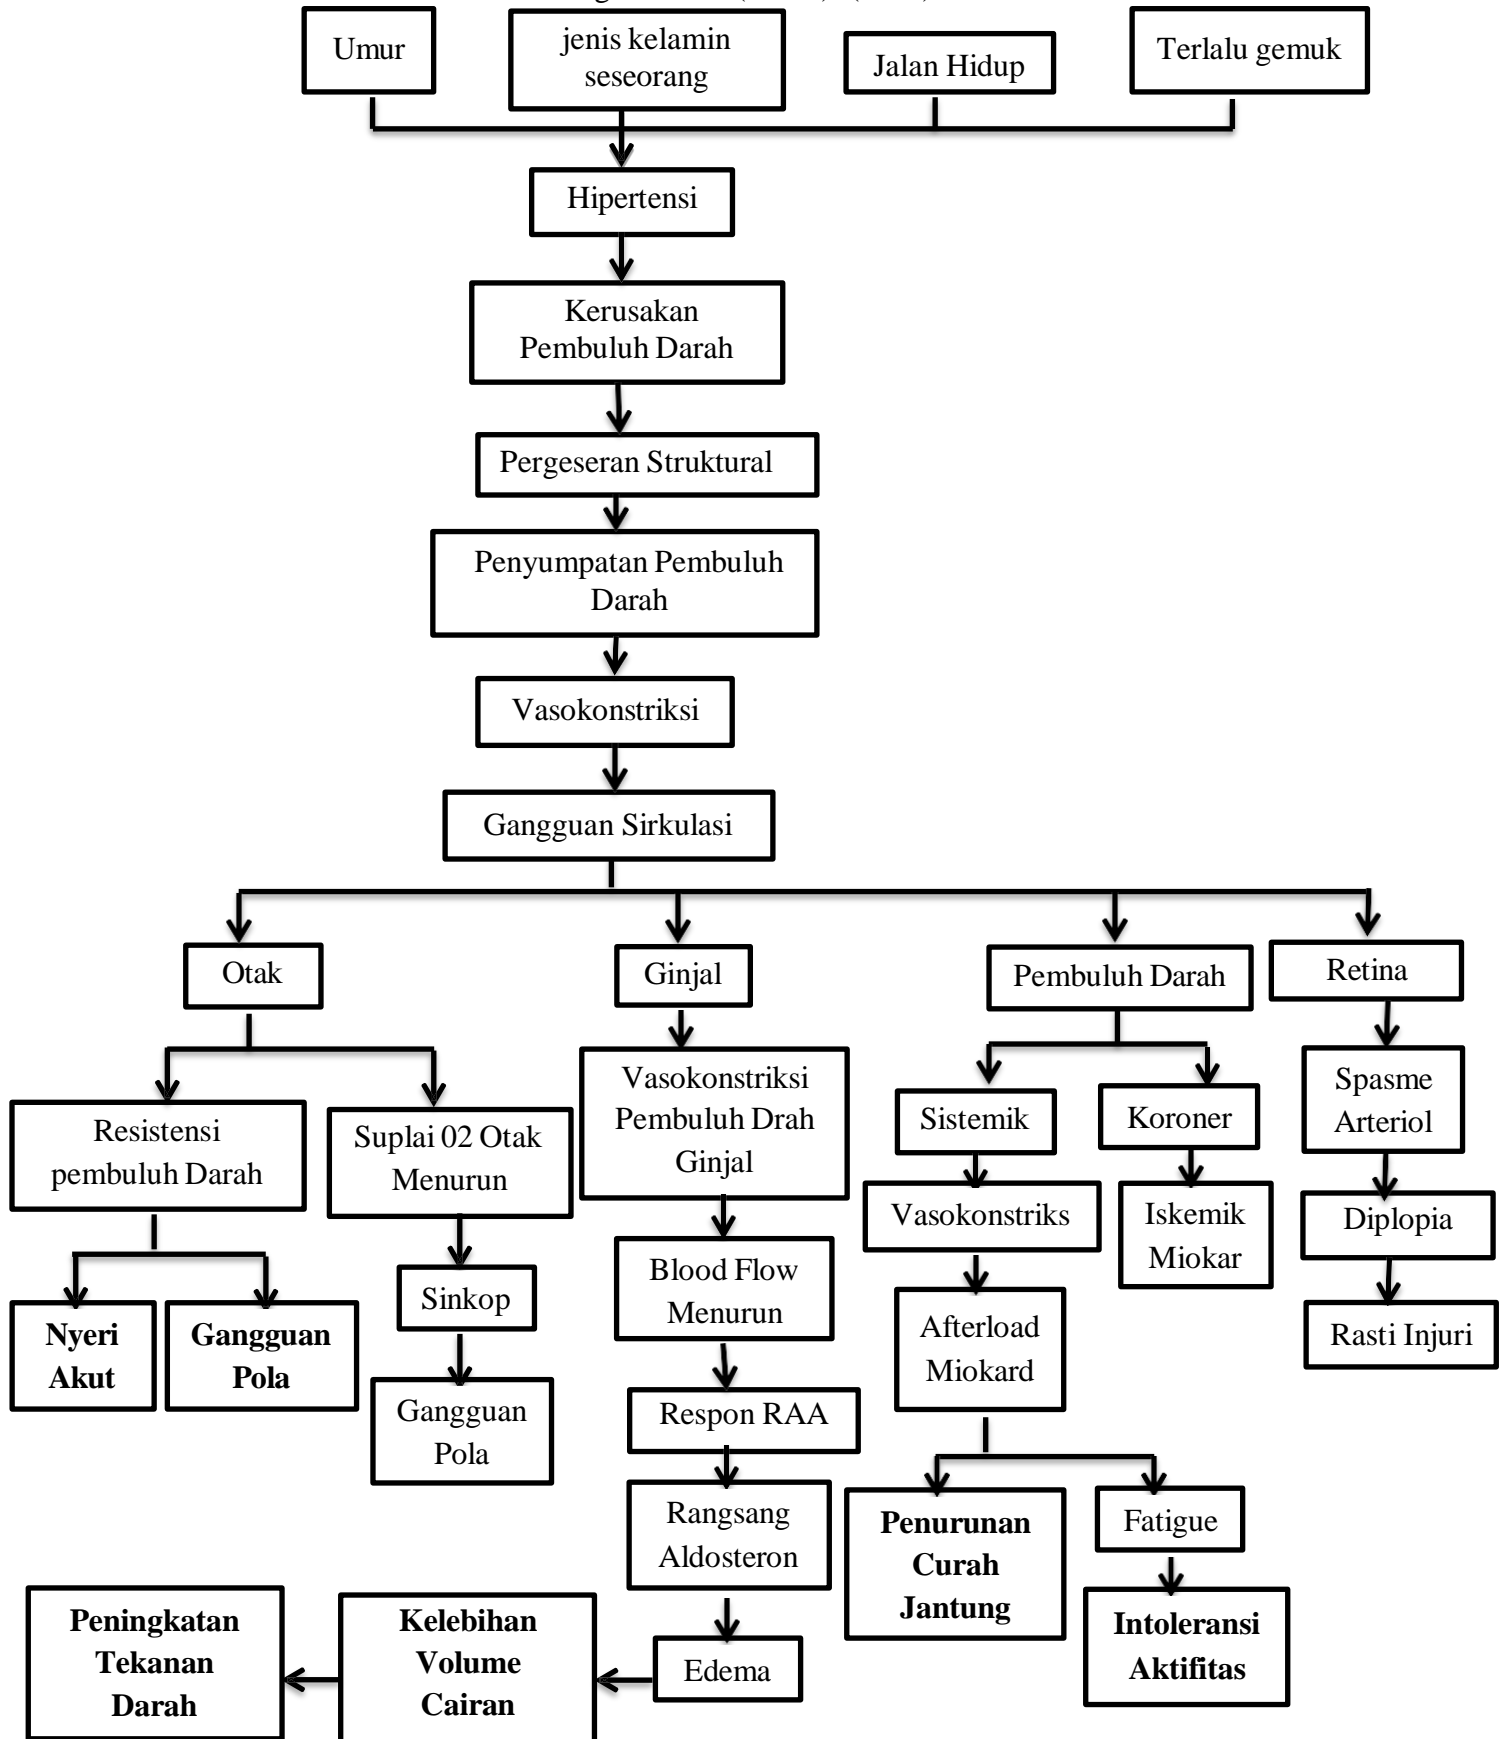 Umur
jenis kelamin
seseorang
Jalan Hidup
Terlalu gemuk
Hipertensi
Kerusakan
Pembuluh Darah
Pergeseran Struktural
Penyumpatan Pembuluh
Darah
Vasokonstriksi
Gangguan Sirkulasi
Otak
Ginjal
Pembuluh Darah
Retina
Resistensi
pembuluh Darah
Suplai 02 Otak
Menurun
Vasokonstriksi
Pembuluh Drah
Ginjal
Sistemik
Koroner
Spasme
Arteriol
Vasokonstriks
Iskemik
Miokar
Diplopia
Nyeri
Akut
Gangguan
Pola
Sinkop
Blood Flow
Menurun
Afterload
Miokard
Rasti Injuri
Gangguan
Pola
Respon RAA
Rangsang
Aldosteron
Penurunan
Curah
Jantung
Fatigue
Peningkatan
Tekanan
Darah
Kelebihan
Volume
Cairan
Edema
Intoleransi
Aktifitas